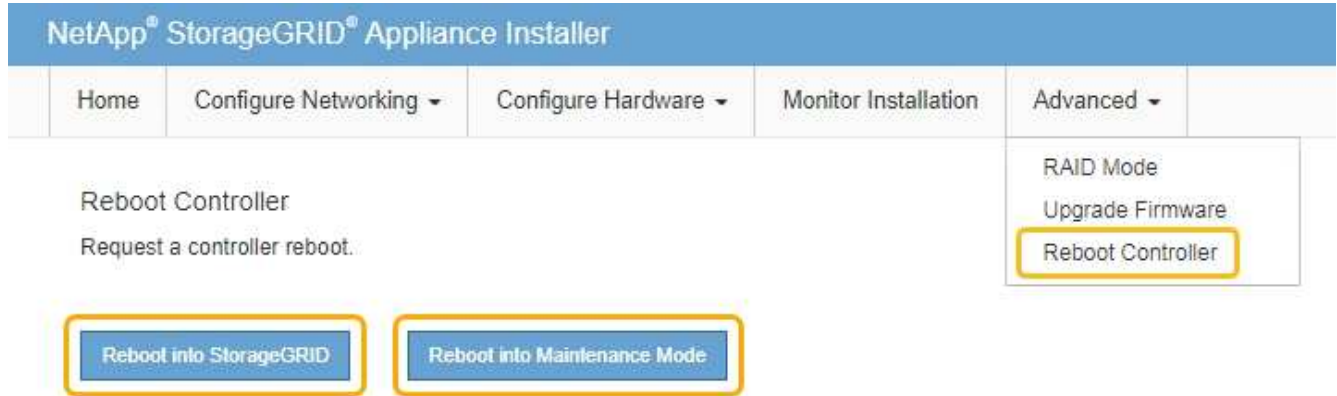 NetApp® StorageGRID® Appliance Installer
Home Configure Networking Configure Hardware Monitor Installation Advanced
RAID Mode
Upgrade Firmware
Reboot Controller
Reboot Controller
Request a controller reboot.
Reboot into StorageGRID Reboot into Maintenance Mode